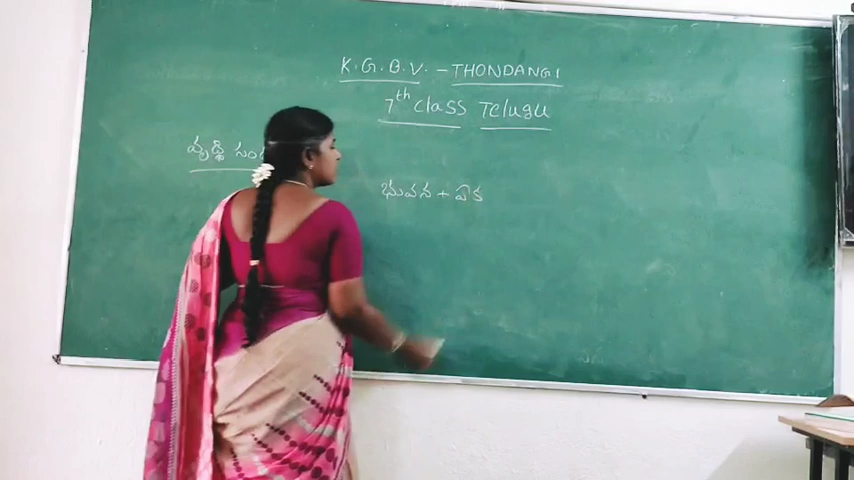 K.G.B.V. - THONDANGI
7th class Telugu
వృద్ధి
భువన + ఏక